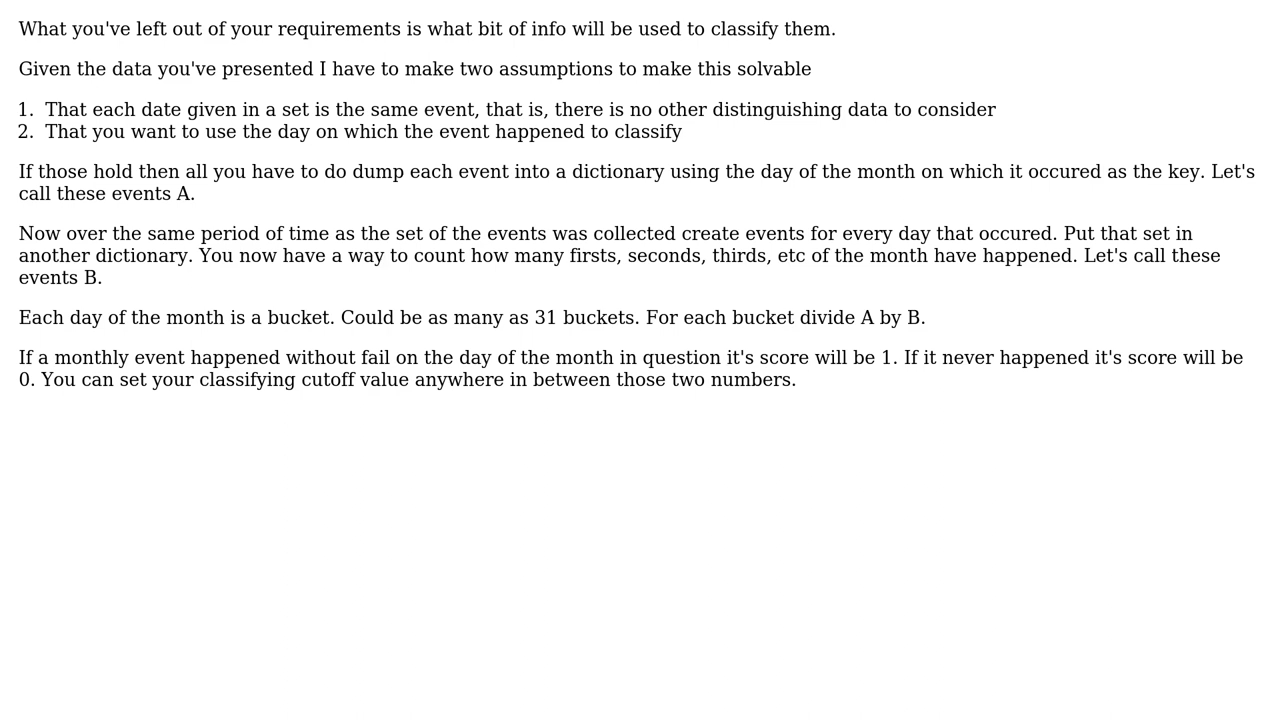 What you've left out of your requirements is what bit of info will be used to classify them.
Given the data you've presented I have to make two assumptions to make this solvable
1. That each date given in a set is the same event, that is, there is no other distinguishing data to consider
2. That you want to use the day on which the event happened to classify
If those hold then all you have to do dump each event into a dictionary using the day of the month on which it occured as the key. Let's
call these events A.
Now over the same period of time as the set of the events was collected create events for every day that occured. Put that set in
another dictionary. You now have a way to count how many firsts, seconds, thirds, etc of the month have happened. Let's call these
events B.
Each day of the month is a bucket. Could be as many as 31 buckets. For each bucket divide A by B.
If a monthly event happened without fail on the day of the month in question it's score will be 1. If it never happened it's score will be
0. You can set your classifying cutoff value anywhere in between those two numbers.